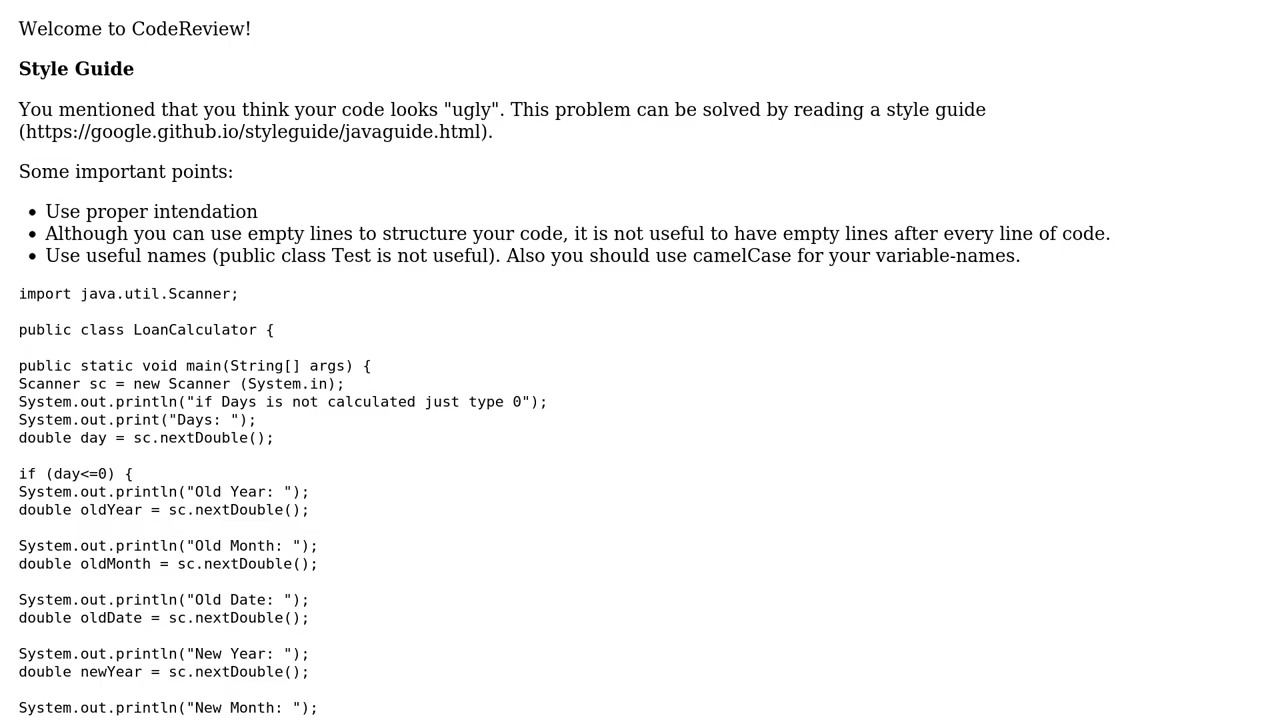 Welcome to CodeReview!
Style Guide
You mentioned that you think your code looks "ugly". This problem can be solved by reading a style guide
(https://google.github.io/styleguide/javaguide.html).
Some important points:
• Use proper intendation
• Although you can use empty lines to structure your code, it is not useful to have empty lines after every line of code.
• Use useful names (public class Test is not useful). Also you should use camelCase for your variable-names.
import java.util.Scanner;
public class LoanCalculator {
public static void main(String[] args) {
Scanner sc = new Scanner (System.in);
System.out.println("if Days is not calculated just type 0");
System.out.print("Days: ");
double day = sc.nextDouble();
if (day<=0) {
System.out.println("Old Year: ");
double oldYear = sc.nextDouble();
System.out.println("Old Month: ");
double oldMonth = sc.nextDouble();
System.out.println("Old Date: ");
double oldDate = sc.nextDouble();
System.out.println("New Year: ");
double newYear = sc.nextDouble();
System.out.println("New Month: ");